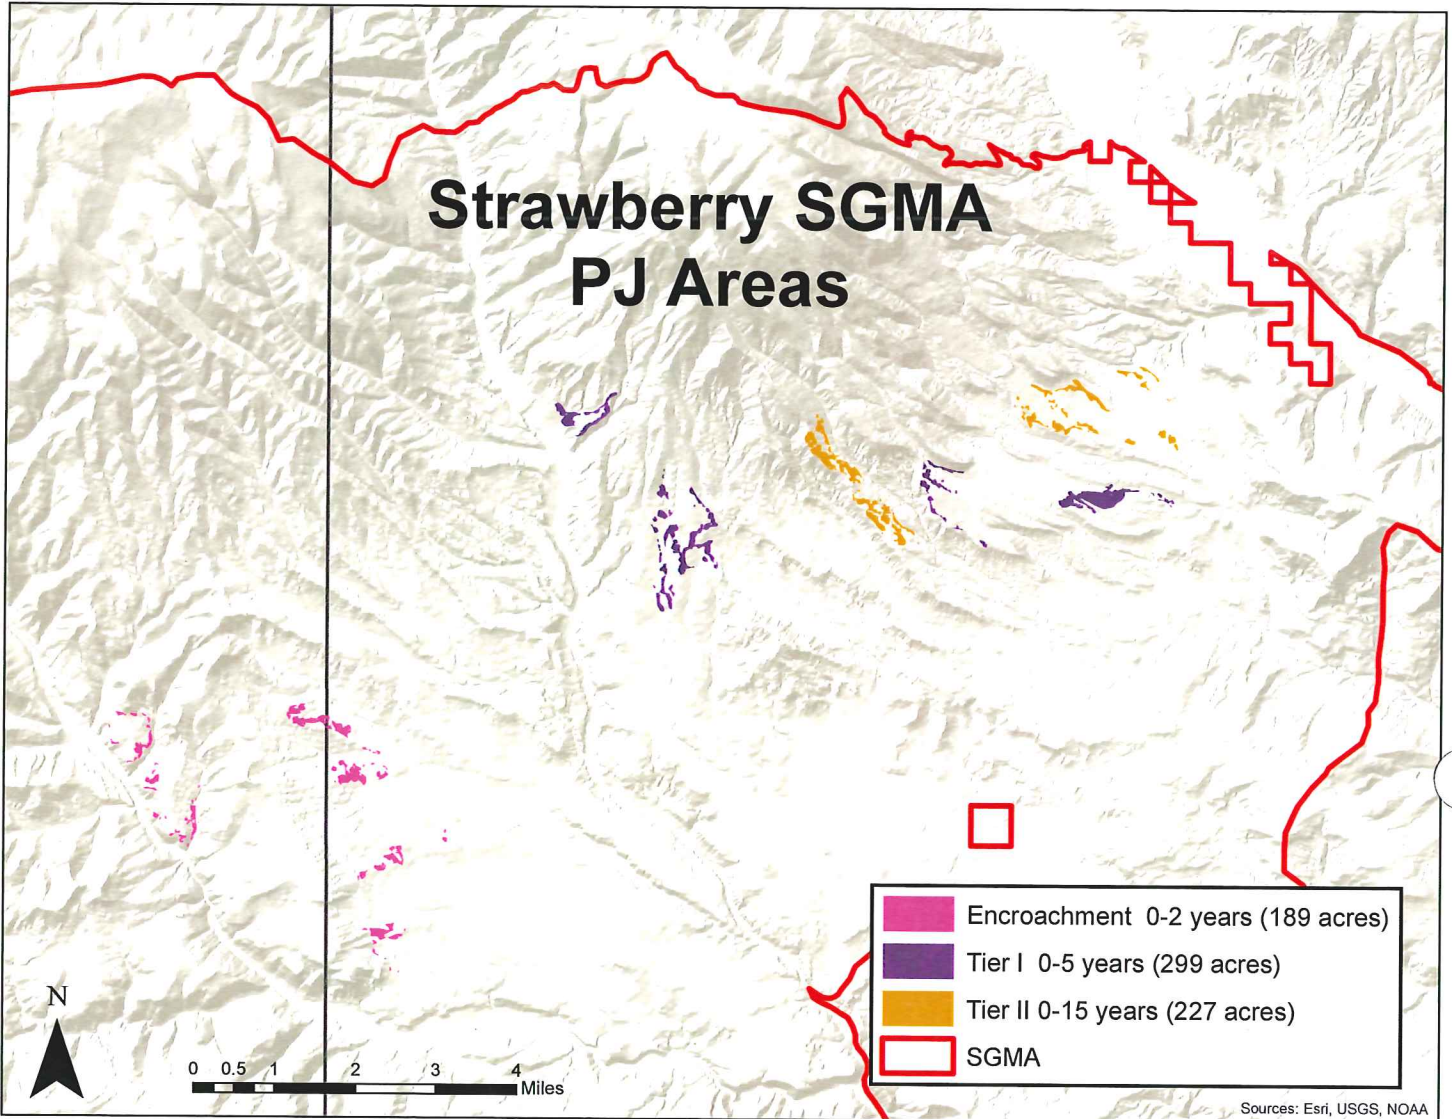 Strawberry SGMA
PJ Areas
Encroachment 0-2 years (189 acres)
Tier I 0-5 years (299 acres)
Tier II 0-15 years (227 acres)
SGMA
N
0 0.5 1 2 3 4
Miles
Sources: Esri, USGS, NOAA